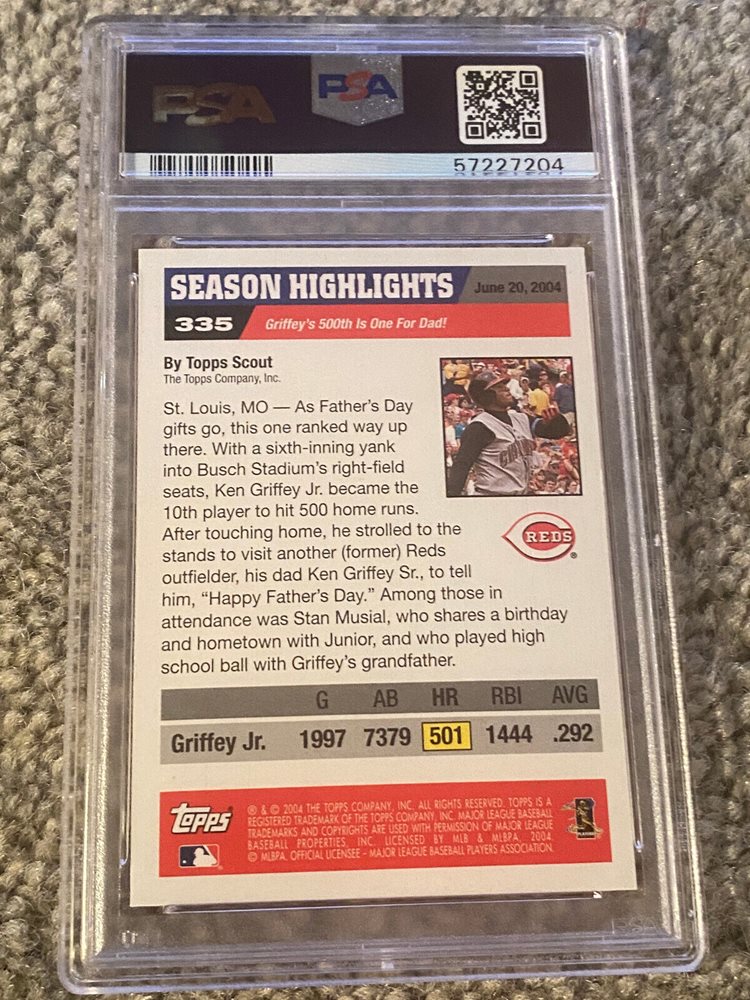 PSA PSA
57227204
SEASON HIGHLIGHTS June 20, 2004
335 Griffey's 500th Is One For Dad!
By Topps Scout
The Topps Company, Inc.
St. Louis, MO — As Father's Day
gifts go, this one ranked way up
there. With a sixth-inning yank
into Busch Stadium's right-field
seats, Ken Griffey Jr. became the
10th player to hit 500 home runs.
After touching home, he strolled to the
stands to visit another (former) Reds
outfielder, his dad Ken Griffey Sr., to tell
him, “Happy Father's Day.” Among those in
attendance was Stan Musial, who shares a birthday
and hometown with Junior, and who played high
school ball with Griffey's grandfather.
REDS
G AB HR RBI AVG
Griffey Jr. 1997 7379 501 1444 .292
Topps
® & © 2004 THE TOPPS COMPANY, INC. ALL RIGHTS RESERVED. TOPPS IS A
REGISTERED TRADEMARK OF THE TOPPS COMPANY, INC. MAJOR LEAGUE BASEBALL
TRADEMARKS AND COPYRIGHTS ARE USED WITH PERMISSION OF MAJOR LEAGUE
BASEBALL PROPERTIES, INC. LICENSED BY MLB & MLBPA. 2004
© MLBPA. OFFICIAL LICENSEE - MAJOR LEAGUE BASEBALL PLAYERS ASSOCIATION.